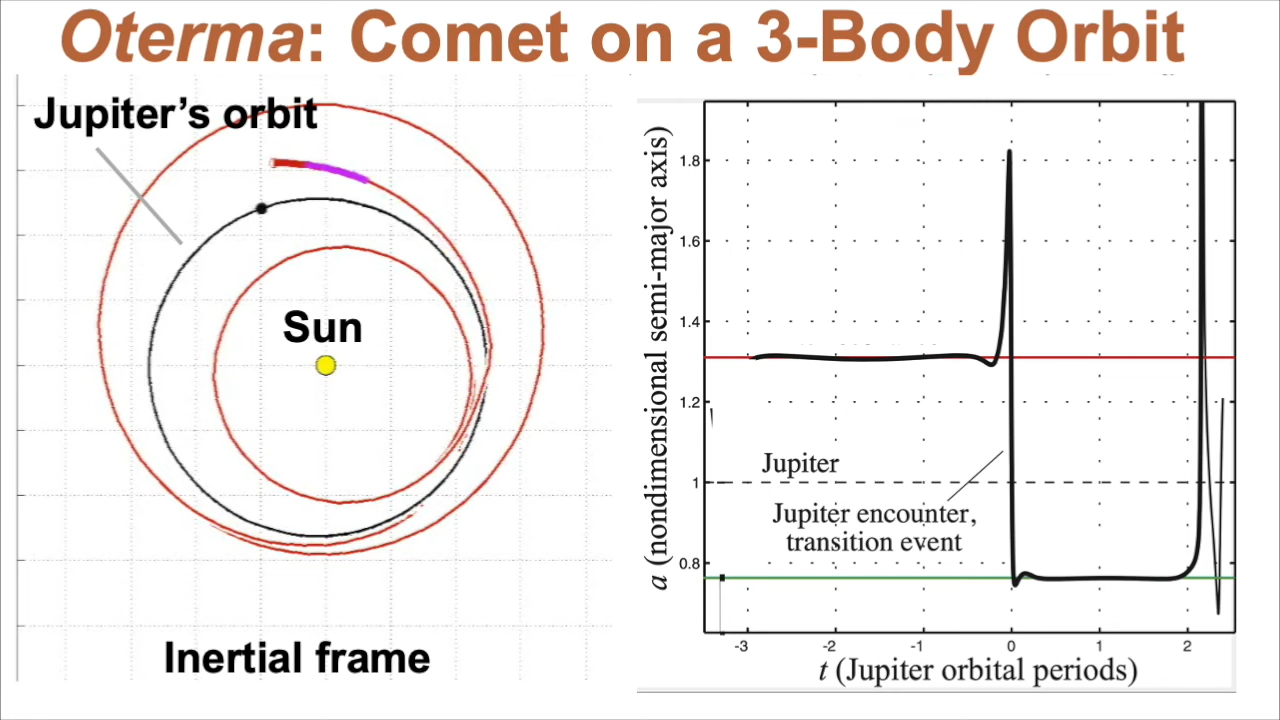 Oterma: Comet on a 3-Body Orbit
Jupiter’s orbit
Sun
Inertial frame
a (nondimensional semi-major axis)
1.8
1.6
1.4
1.2
1
0.8
Jupiter
Jupiter encounter,
transition event
-3
-2
-1
0
1
2
t (Jupiter orbital periods)